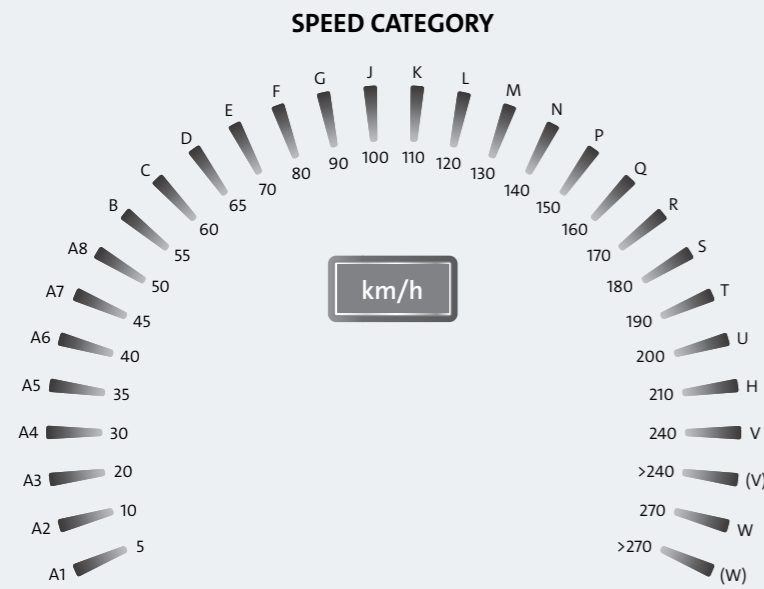 SPEED CATEGORY
A1 5
A2 10
A3 20
A4 30
A5 35
A6 40
A7 45
A8 50
B 55
C 60
D 65
E 70
F 80
G 90
J 100
K 110
L 120
M 130
N 140
P 150
Q 160
R 170
S 180
T 190
U 200
H 210
V 240
(V) >240
W 270
(W) >270
km/h